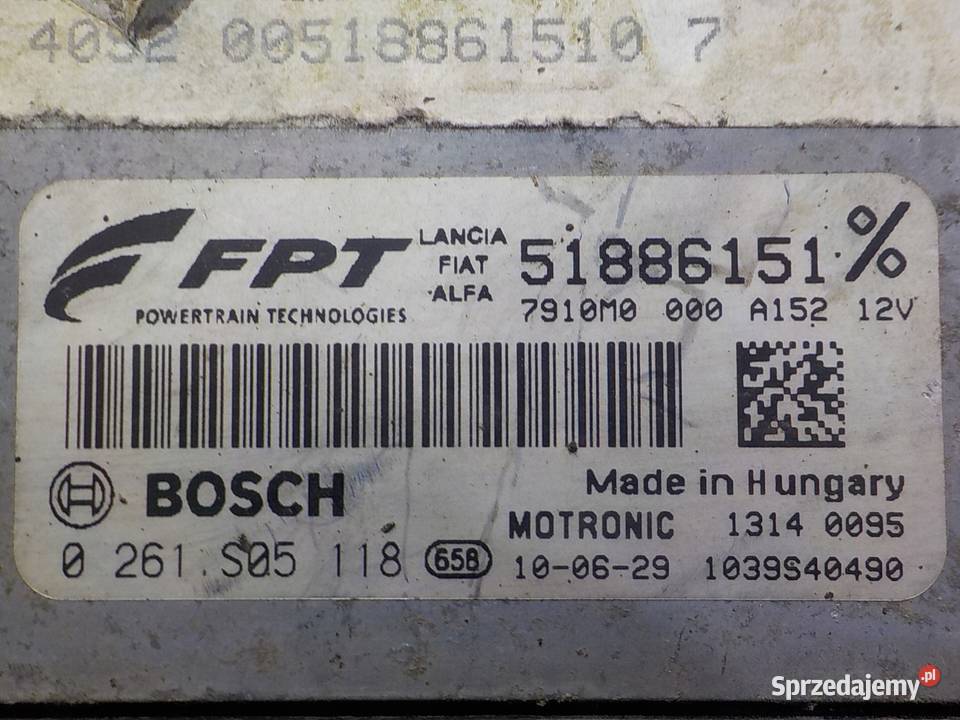 4092 00518861510 7
FPT
POWERTRAIN TECHNOLOGIES
LANCIA
FIAT
ALFA
51886151 %
7910M0 000 A152 12V
BOSCH
Made in Hungary
MOTRONIC 1314 0095
0 261.S05 118 658
10-06-29 1039S40490
Sprzedajemy.pl